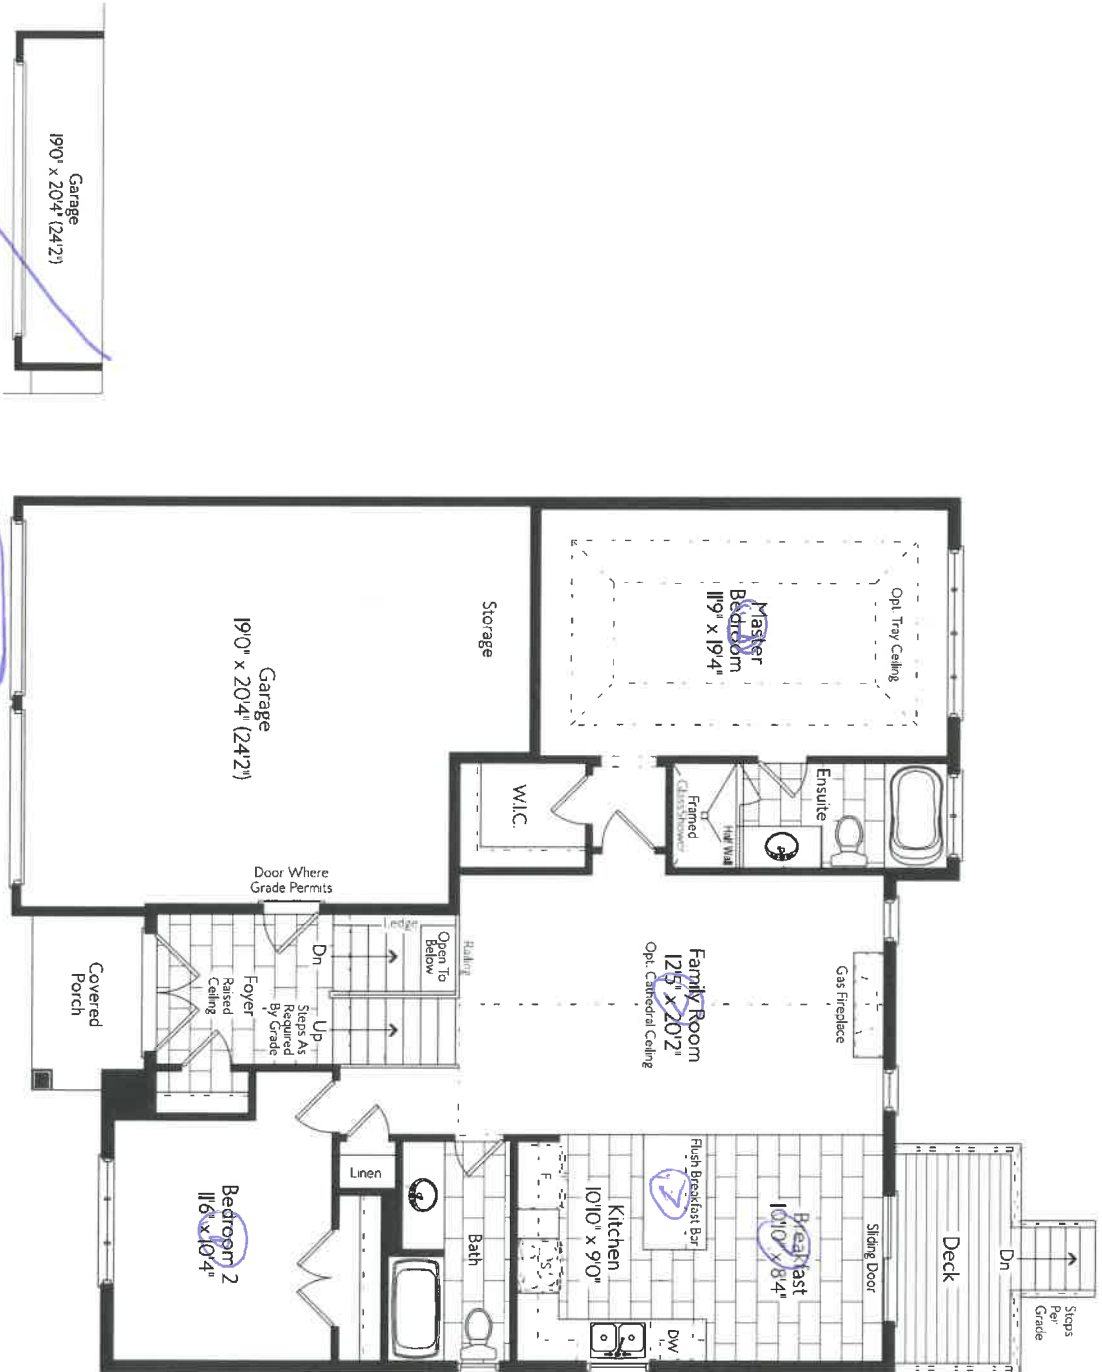 Garage
19'0" x 20'4" (24'2")
Opt. Tray Ceiling
Master
Bedroom
11'9" x 19'4"
Storage
Garage
19'0" x 20'4" (24'2")
W.I.C.
Ensuite
Framed
Glass Shower
Half Wall
Door Where
Grade Permits
Covered
Porch
Foyer
Raised
Ceiling
Dn
Ledge
Open To
Below
Railing
Up
Steps As
Required
By Grade
Family Room
12'5" x 20'2"
Opt. Cathedral Ceiling
Gas Fireplace
Linen
Bedroom 2
11'6" x 10'4"
Bath
F
S
Kitchen
10'10" x 9'0"
Flush Breakfast Bar
Breakfast
10'10" x 8'4"
DW
Sliding Door
Deck
Dn
Steps
Per
Grade